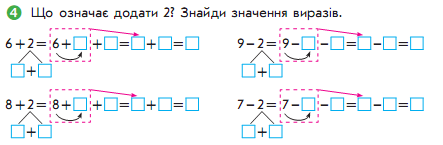 4 Що означає додати 2? Знайди значення виразів.
6 + 2 = 6 + □ + □ = □ + □ = □ 9 − 2 = 9 − □ − □ = □ − □ = □
□ + □ □ + □
8 + 2 = 8 + □ + □ = □ + □ = □ 7 − 2 = 7 − □ − □ = □ − □ = □
□ + □ □ + □